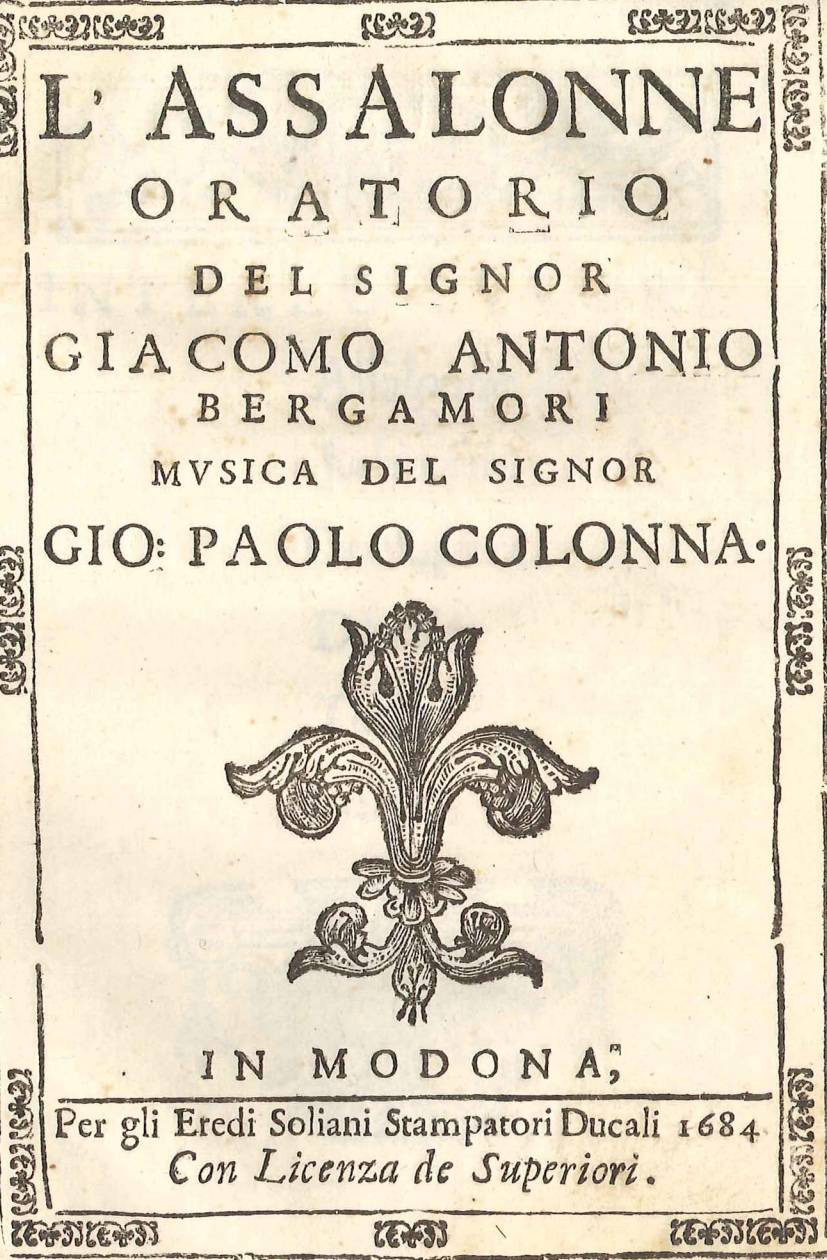 L' ASSALONNE
ORATORIO
DEL SIGNOR
GIACOMO ANTONIO
BERGAMORI
MVSICA DEL SIGNOR
GIO: PAOLO COLONNA.
IN MODONA,
Per gli Eredi Soliani Stampatori Ducali 1684
Con Licenza de Superiori.